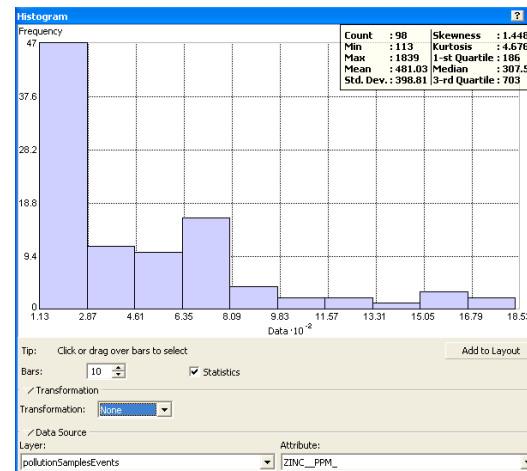 Histogram ?
Frequency
Count : 98 Skewness : 1.448
Min : 113 Kurtosis : 4.676
Max : 1839 1-st Quartile : 186
Mean : 481.03 Median : 307.5
Std. Dev. : 398.81 3-rd Quartile : 703
47
37.6
28.2
18.8
9.4
0
1.13 2.87 4.61 6.35 8.09 9.83 11.57 13.31 15.05 16.79 18.53
Data ·10⁻²
Tip: Click or drag over bars to select Add to Layout
Bars: 10 Statistics
Transformation
Transformation: None
Data Source
Layer: Attribute:
pollutionSamplesEvents ZINC__PPM_